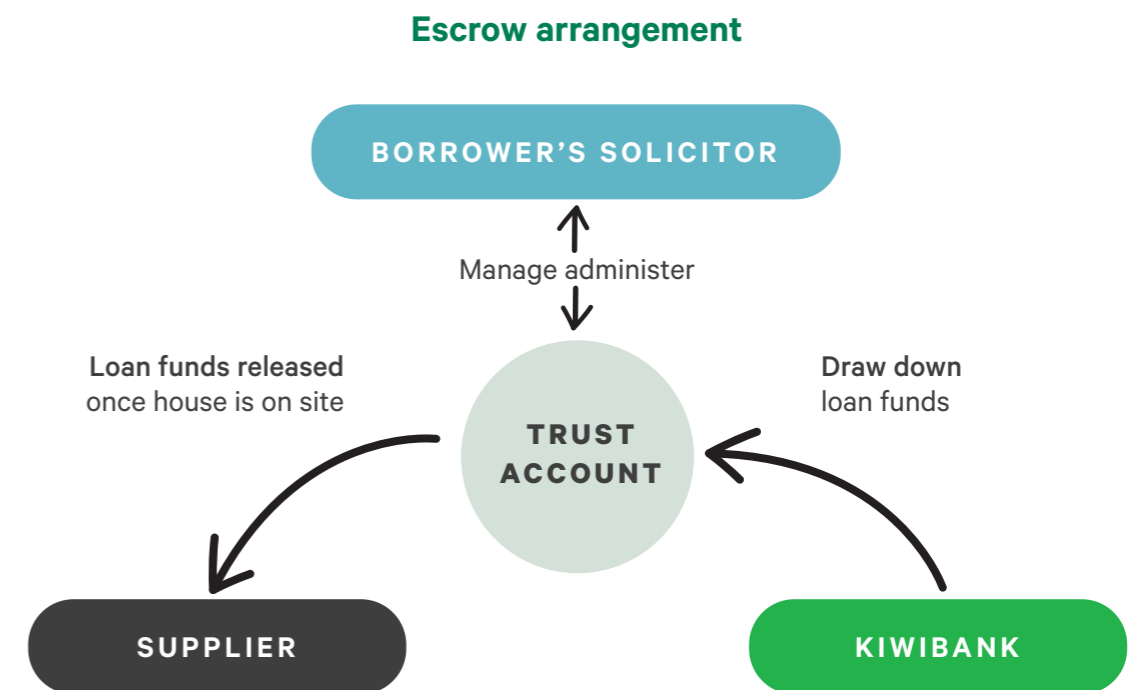 Escrow arrangement
BORROWER’S SOLICITOR
Manage administer
Loan funds released
once house is on site
Draw down
loan funds
TRUST
ACCOUNT
SUPPLIER
KIWIBANK